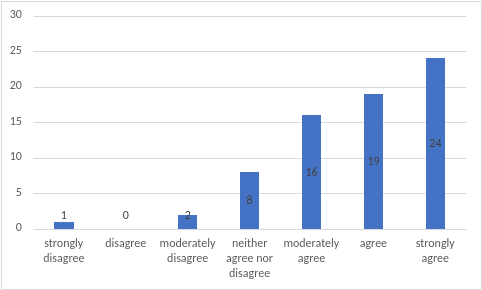 30
25
20
15
10
5
0
1
0
2
8
16
19
24
strongly disagree
disagree
moderately disagree
neither agree nor disagree
moderately agree
agree
strongly agree